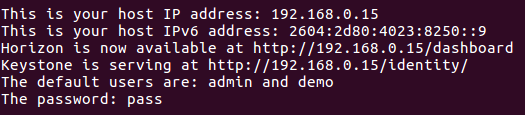 This is your host IP address: 192.168.0.15
This is your host IPv6 address: 2604:2d80:4023:8250::9
Horizon is now available at http://192.168.0.15/dashboard
Keystone is serving at http://192.168.0.15/identity/
The default users are: admin and demo
The password: pass